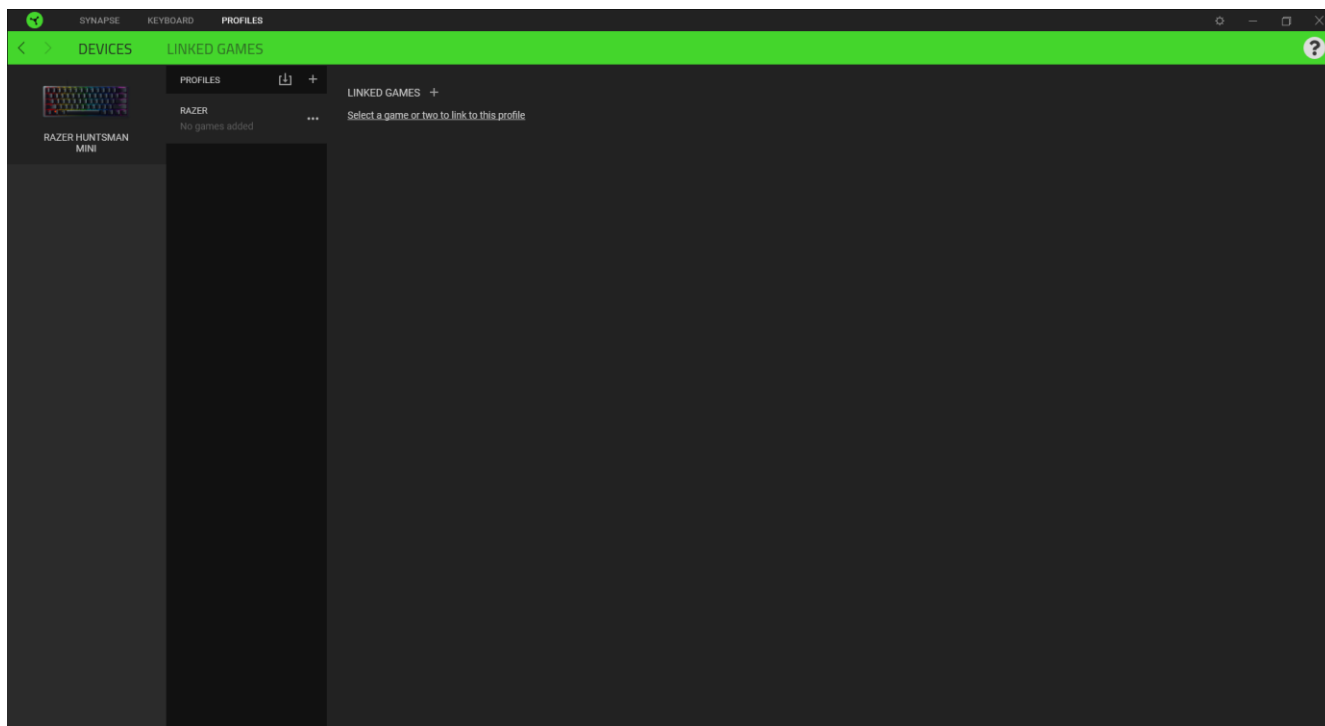 SYNAPSE KEYBOARD PROFILES
DEVICES LINKED GAMES
?
RAZER HUNTSMAN
MINI
PROFILES
RAZER
No games added
LINKED GAMES +
Select a game or two to link to this profile